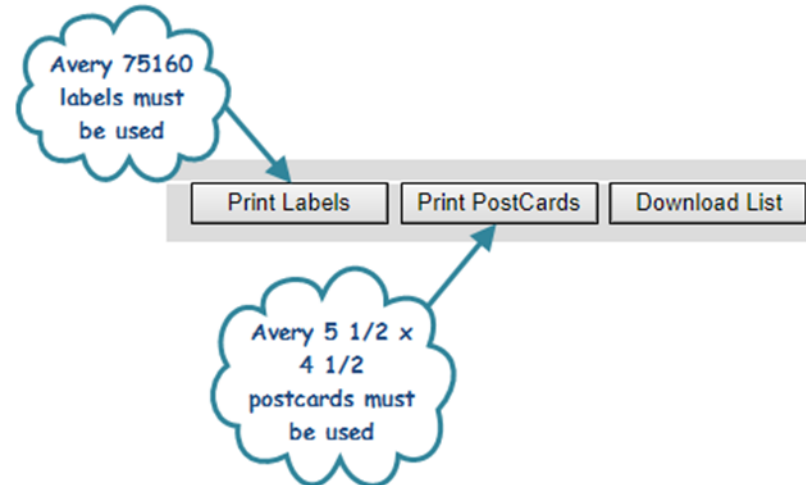 Avery 75160
labels must
be used
Print Labels
Print PostCards
Download List
Avery 5 1/2 x
4 1/2
postcards must
be used